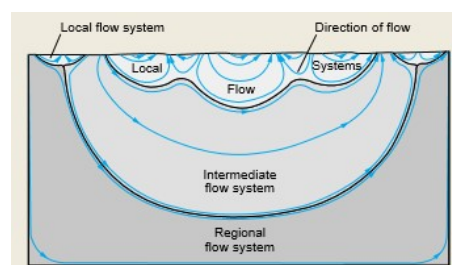 Local flow system
Direction of flow
Local
Systems
Flow
Intermediate
flow system
Regional
flow system